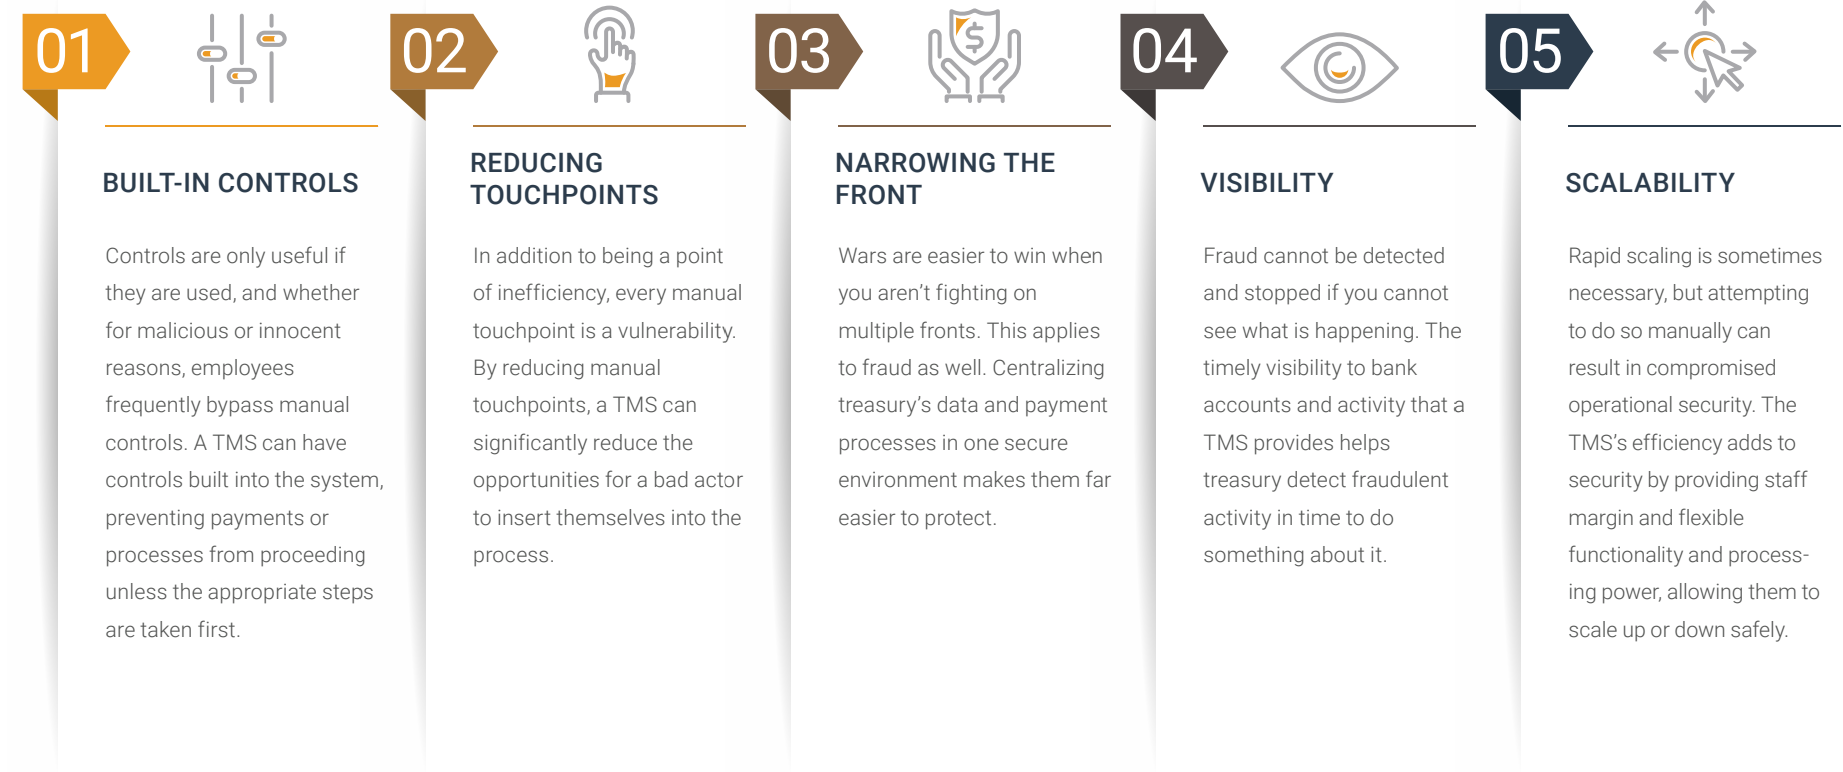 01
BUILT-IN CONTROLS
Controls are only useful if
they are used, and whether
for malicious or innocent
reasons, employees
frequently bypass manual
controls. A TMS can have
controls built into the system,
preventing payments or
processes from proceeding
unless the appropriate steps
are taken first.
02
REDUCING
TOUCHPOINTS
In addition to being a point
of inefficiency, every manual
touchpoint is a vulnerability.
By reducing manual
touchpoints, a TMS can
significantly reduce the
opportunities for a bad actor
to insert themselves into the
process.
03
$
NARROWING THE
FRONT
Wars are easier to win when
you aren’t fighting on
multiple fronts. This applies
to fraud as well. Centralizing
treasury’s data and payment
processes in one secure
environment makes them far
easier to protect.
04
VISIBILITY
Fraud cannot be detected
and stopped if you cannot
see what is happening. The
timely visibility to bank
accounts and activity that a
TMS provides helps
treasury detect fraudulent
activity in time to do
something about it.
05
SCALABILITY
Rapid scaling is sometimes
necessary, but attempting
to do so manually can
result in compromised
operational security. The
TMS’s efficiency adds to
security by providing staff
margin and flexible
functionality and process-
ing power, allowing them to
scale up or down safely.